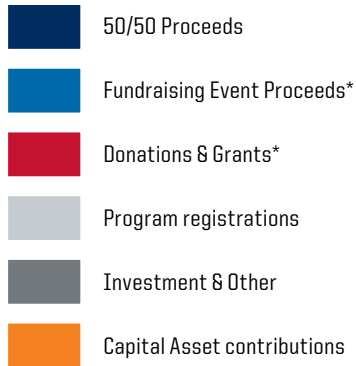 50/50 Proceeds
Fundraising Event Proceeds*
Donations & Grants*
Program registrations
Investment & Other
Capital Asset contributions